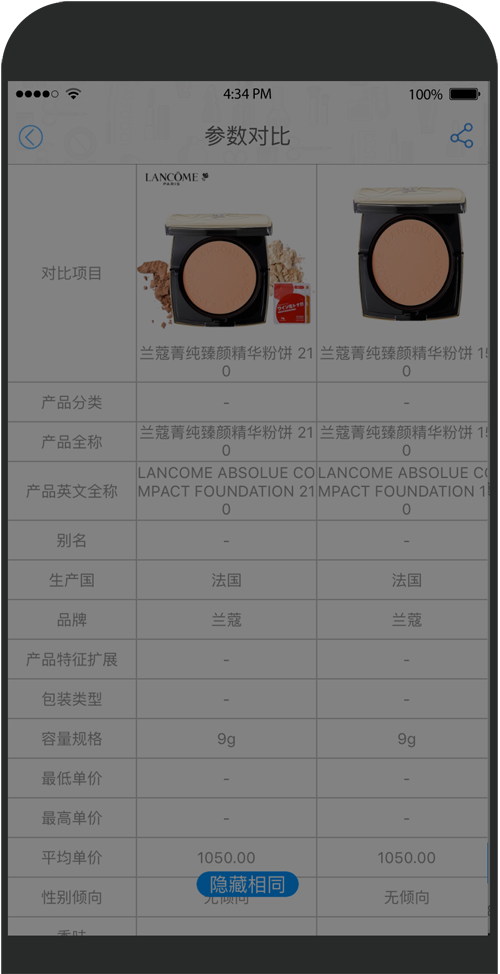 4:34 PM
100%
参数对比
对比项目
LANCÔME
PARIS
兰蔻菁纯臻颜精华粉饼 21
0
兰蔻菁纯臻颜精华粉饼 15
0
产品分类
-
-
产品全称
兰蔻菁纯臻颜精华粉饼 21
0
兰蔻菁纯臻颜精华粉饼 15
0
产品英文全称
LANCOME ABSOLUE CO
MPACT FOUNDATION 21
0
LANCOME ABSOLUE CO
MPACT FOUNDATION 1
0
别名
-
-
生产国
法国
法国
品牌
兰蔻
兰蔻
产品特征扩展
-
-
包装类型
-
-
容量规格
9g
9g
最低单价
-
-
最高单价
-
-
平均单价
1050.00
1050.00
隐藏相同
性别倾向
无倾向
无倾向
香味